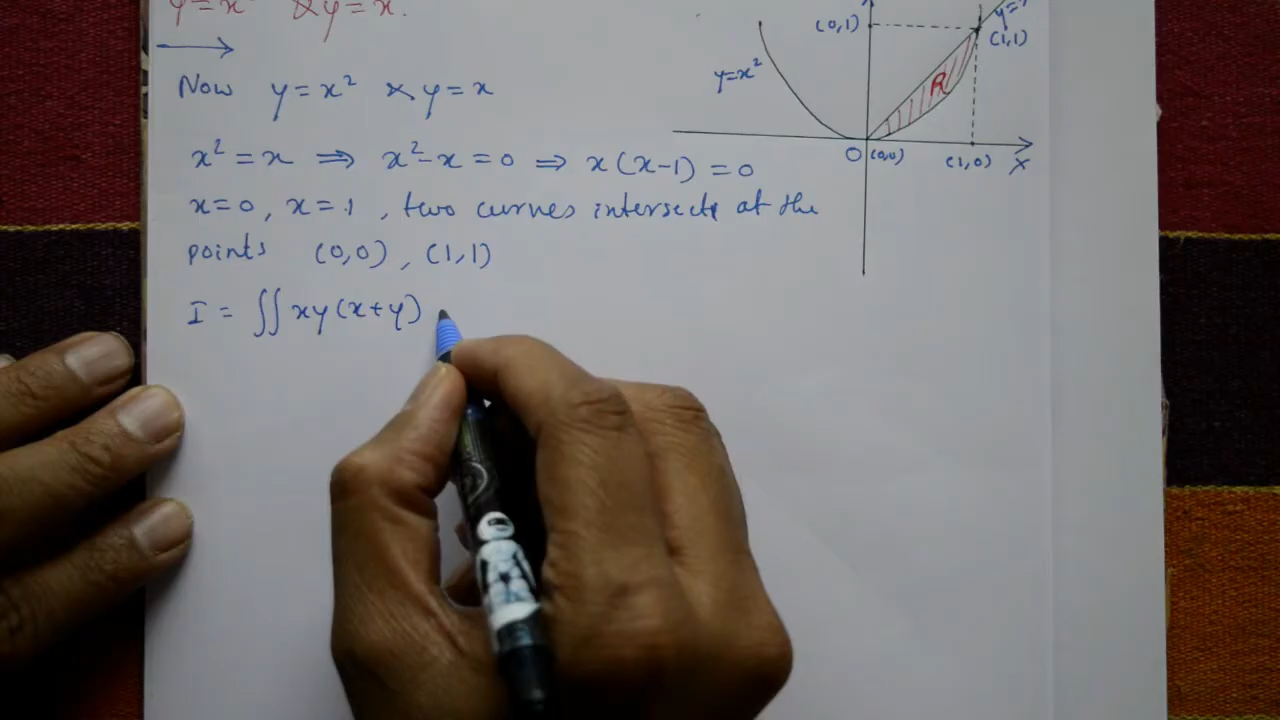 y = x² & y = x.
Now y = x² & y = x
x² = x ⇒ x² - x = 0 ⇒ x(x-1) = 0
x = 0, x = 1, two curves intersects at the
points (0,0), (1,1)
I = ∬ xy(x+y)
(0,1)
(1,1)
y=x²
R
O (0,0)
(1,0)
X